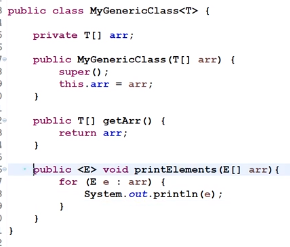 public class MyGenericClass<T> {
private T[] arr;
public MyGenericClass(T[] arr) {
super();
this.arr = arr;
}
public T[] getArr() {
return arr;
}
public <E> void printElements(E[] arr){
for (E e : arr) {
System.out.println(e);
}
}
}